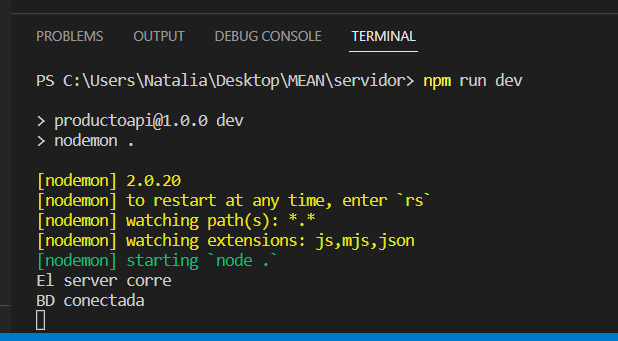 PROBLEMS OUTPUT DEBUG CONSOLE TERMINAL
PS C:\Users\Natalia\Desktop\MEAN\servidor> npm run dev
> productoapi@1.0.0 dev
> nodemon .
[nodemon] 2.0.20
[nodemon] to restart at any time, enter `rs`
[nodemon] watching path(s): *.*
[nodemon] watching extensions: js,mjs,json
[nodemon] starting `node .`
El server corre
BD conectada